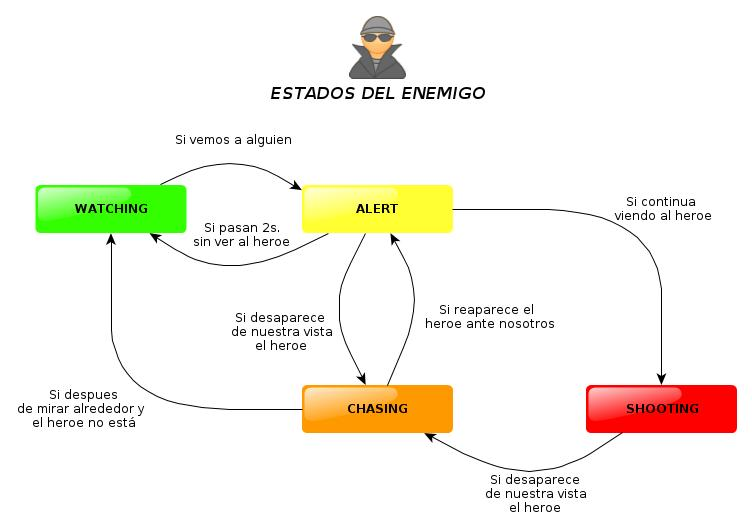 ESTADOS DEL ENEMIGO
Si vemos a alguien
WATCHING
ALERT
Si continua
viendo al heroe
Si pasan 2s.
sin ver al heroe
Si desaparece
de nuestra vista
el heroe
Si reaparece el
heroe ante nosotros
Si despues
de mirar alrededor y
el heroe no está
CHASING
SHOOTING
Si desaparece
de nuestra vista
el heroe